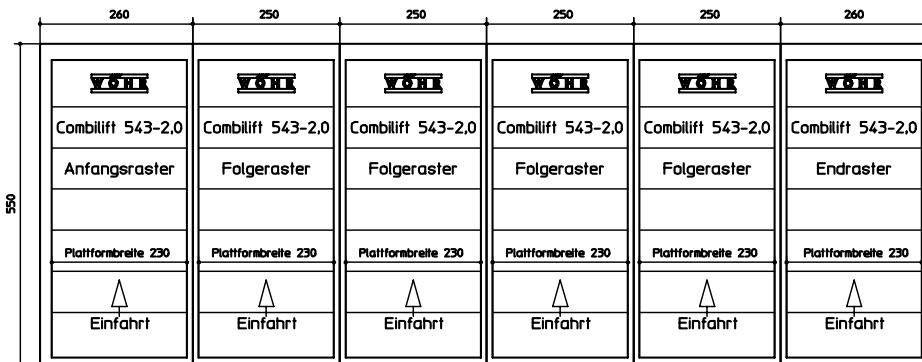 260 250 250 250 250 260
WÖHR WÖHR WÖHR WÖHR WÖHR WÖHR
Combilift 543-2,0 Combilift 543-2,0 Combilift 543-2,0 Combilift 543-2,0 Combilift 543-2,0 Combilift 543-2,0
Anfangsraster Folgeraster Folgeraster Folgeraster Folgeraster Endraster
550
Plattformbreite 230 Plattformbreite 230 Plattformbreite 230 Plattformbreite 230 Plattformbreite 230 Plattformbreite 230
Einfahrt Einfahrt Einfahrt Einfahrt Einfahrt Einfahrt